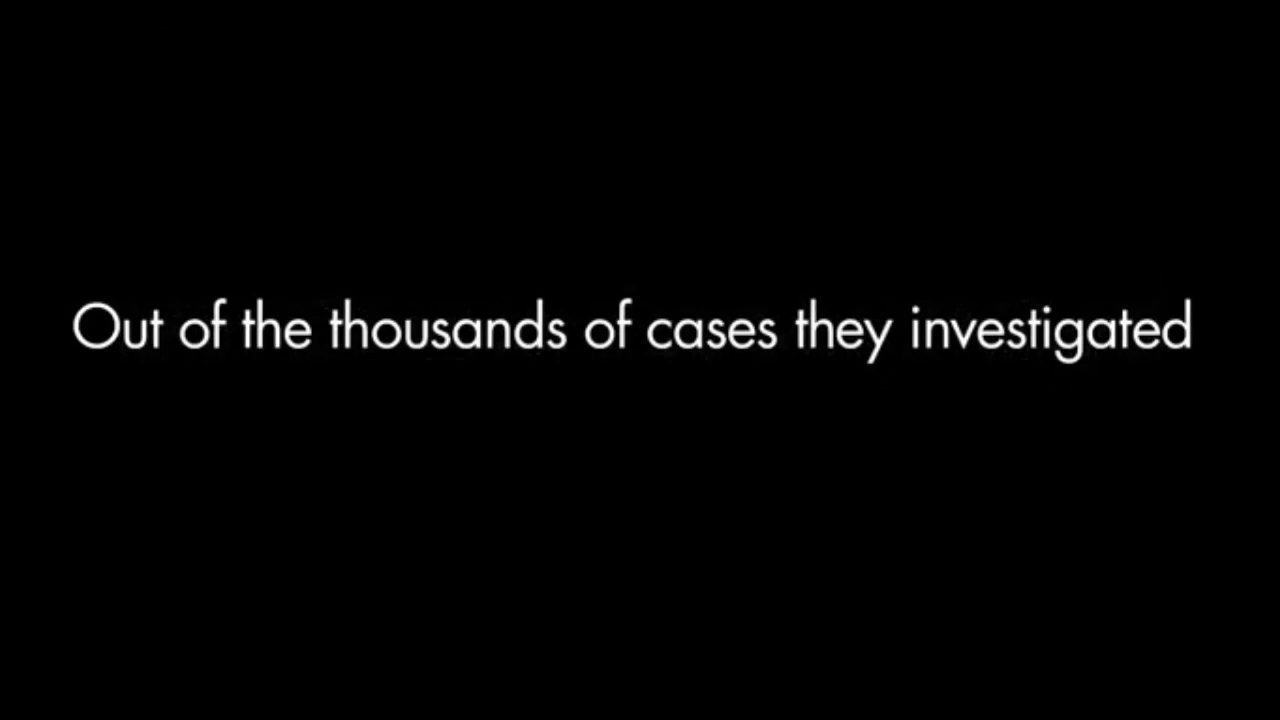 Out of the thousands of cases they investigated